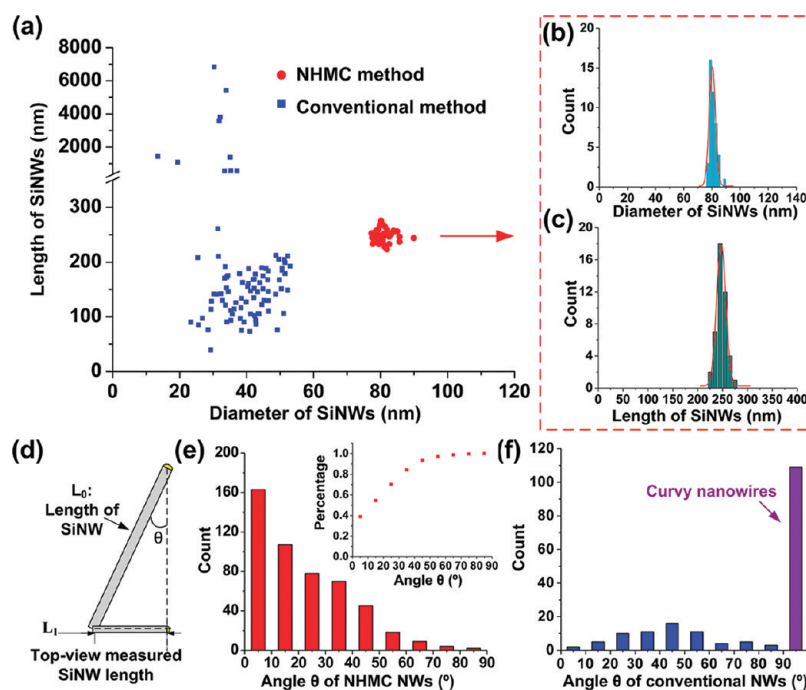 (a)
Length of SiNWs (nm)
8000
6000
4000
2000
300
200
100
0
NHMC method
Conventional method
0 20 40 60 80 100 120
Diameter of SiNWs (nm)
(b)
Count
20
15
10
5
0
0 20 40 60 80 100 120 140
Diameter of SiNWs (nm)
(c)
Count
20
15
10
5
0
0 50 100 150 200 250 300 350 400
Length of SiNWs (nm)
(d)
L0:
Length of
SiNW
θ
L1
Top-view measured
SiNW length
(e)
Count
200
160
120
80
40
0
0 10 20 30 40 50 60 70 80 90
Angle θ of NHMC NWs (º)
Percentage
1.0
0.8
0.6
0.4
0.2
0.0
10 20 30 40 50 60 70 80 90
Angle θ (º)
(f)
Count
120
100
80
60
40
20
0
Curvy nanowires
0 10 20 30 40 50 60 70 80 90
Angle θ of conventional NWs (º)